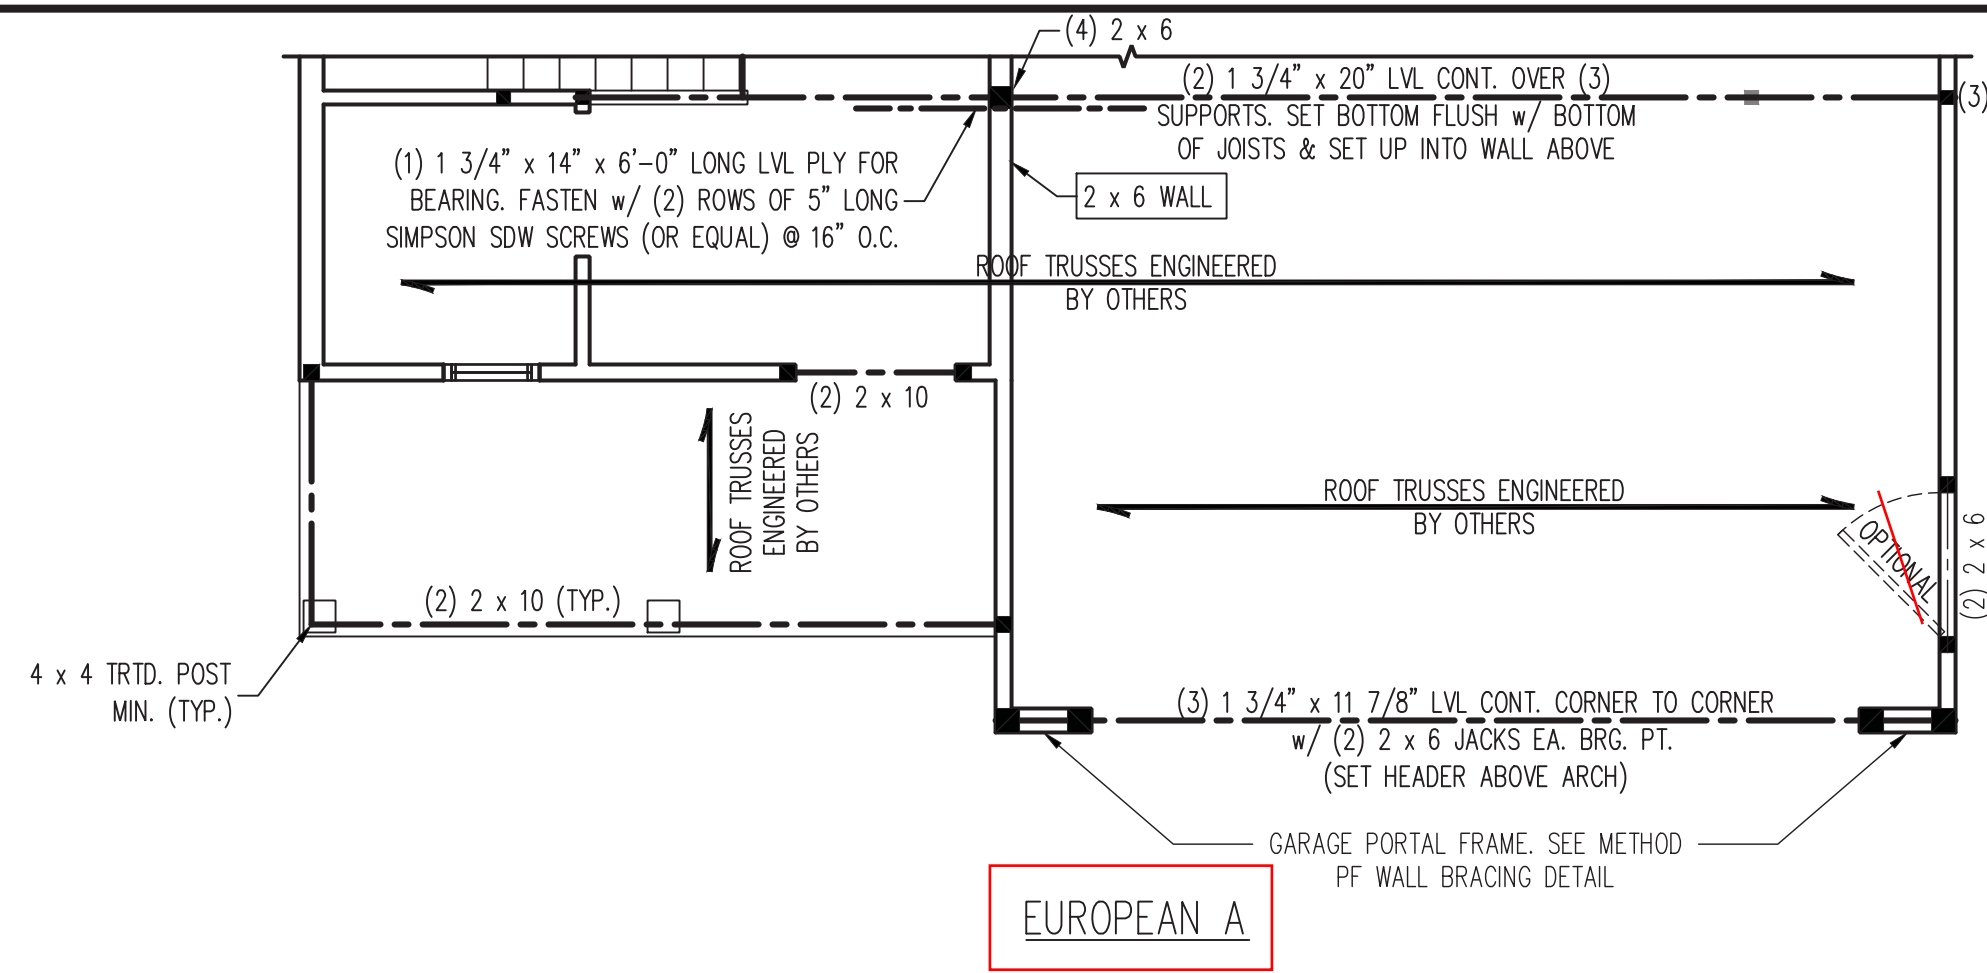 (4) 2 x 6
(2) 1 3/4" x 20" LVL CONT. OVER (3)
SUPPORTS. SET BOTTOM FLUSH w/ BOTTOM
OF JOISTS & SET UP INTO WALL ABOVE
(3)
(1) 1 3/4" x 14" x 6'-0" LONG LVL PLY FOR
BEARING. FASTEN w/ (2) ROWS OF 5" LONG
SIMPSON SDW SCREWS (OR EQUAL) @ 16" O.C.
2 x 6 WALL
ROOF TRUSSES ENGINEERED
BY OTHERS
(2) 2 x 10
ROOF TRUSSES
ENGINEERED
BY OTHERS
ROOF TRUSSES ENGINEERED
BY OTHERS
OPTIONAL
(2) 2 x 6
(2) 2 x 10 (TYP.)
4 x 4 TRTD. POST
MIN. (TYP.)
(3) 1 3/4" x 11 7/8" LVL CONT. CORNER TO CORNER
w/ (2) 2 x 6 JACKS EA. BRG. PT.
(SET HEADER ABOVE ARCH)
GARAGE PORTAL FRAME. SEE METHOD
PF WALL BRACING DETAIL
EUROPEAN A